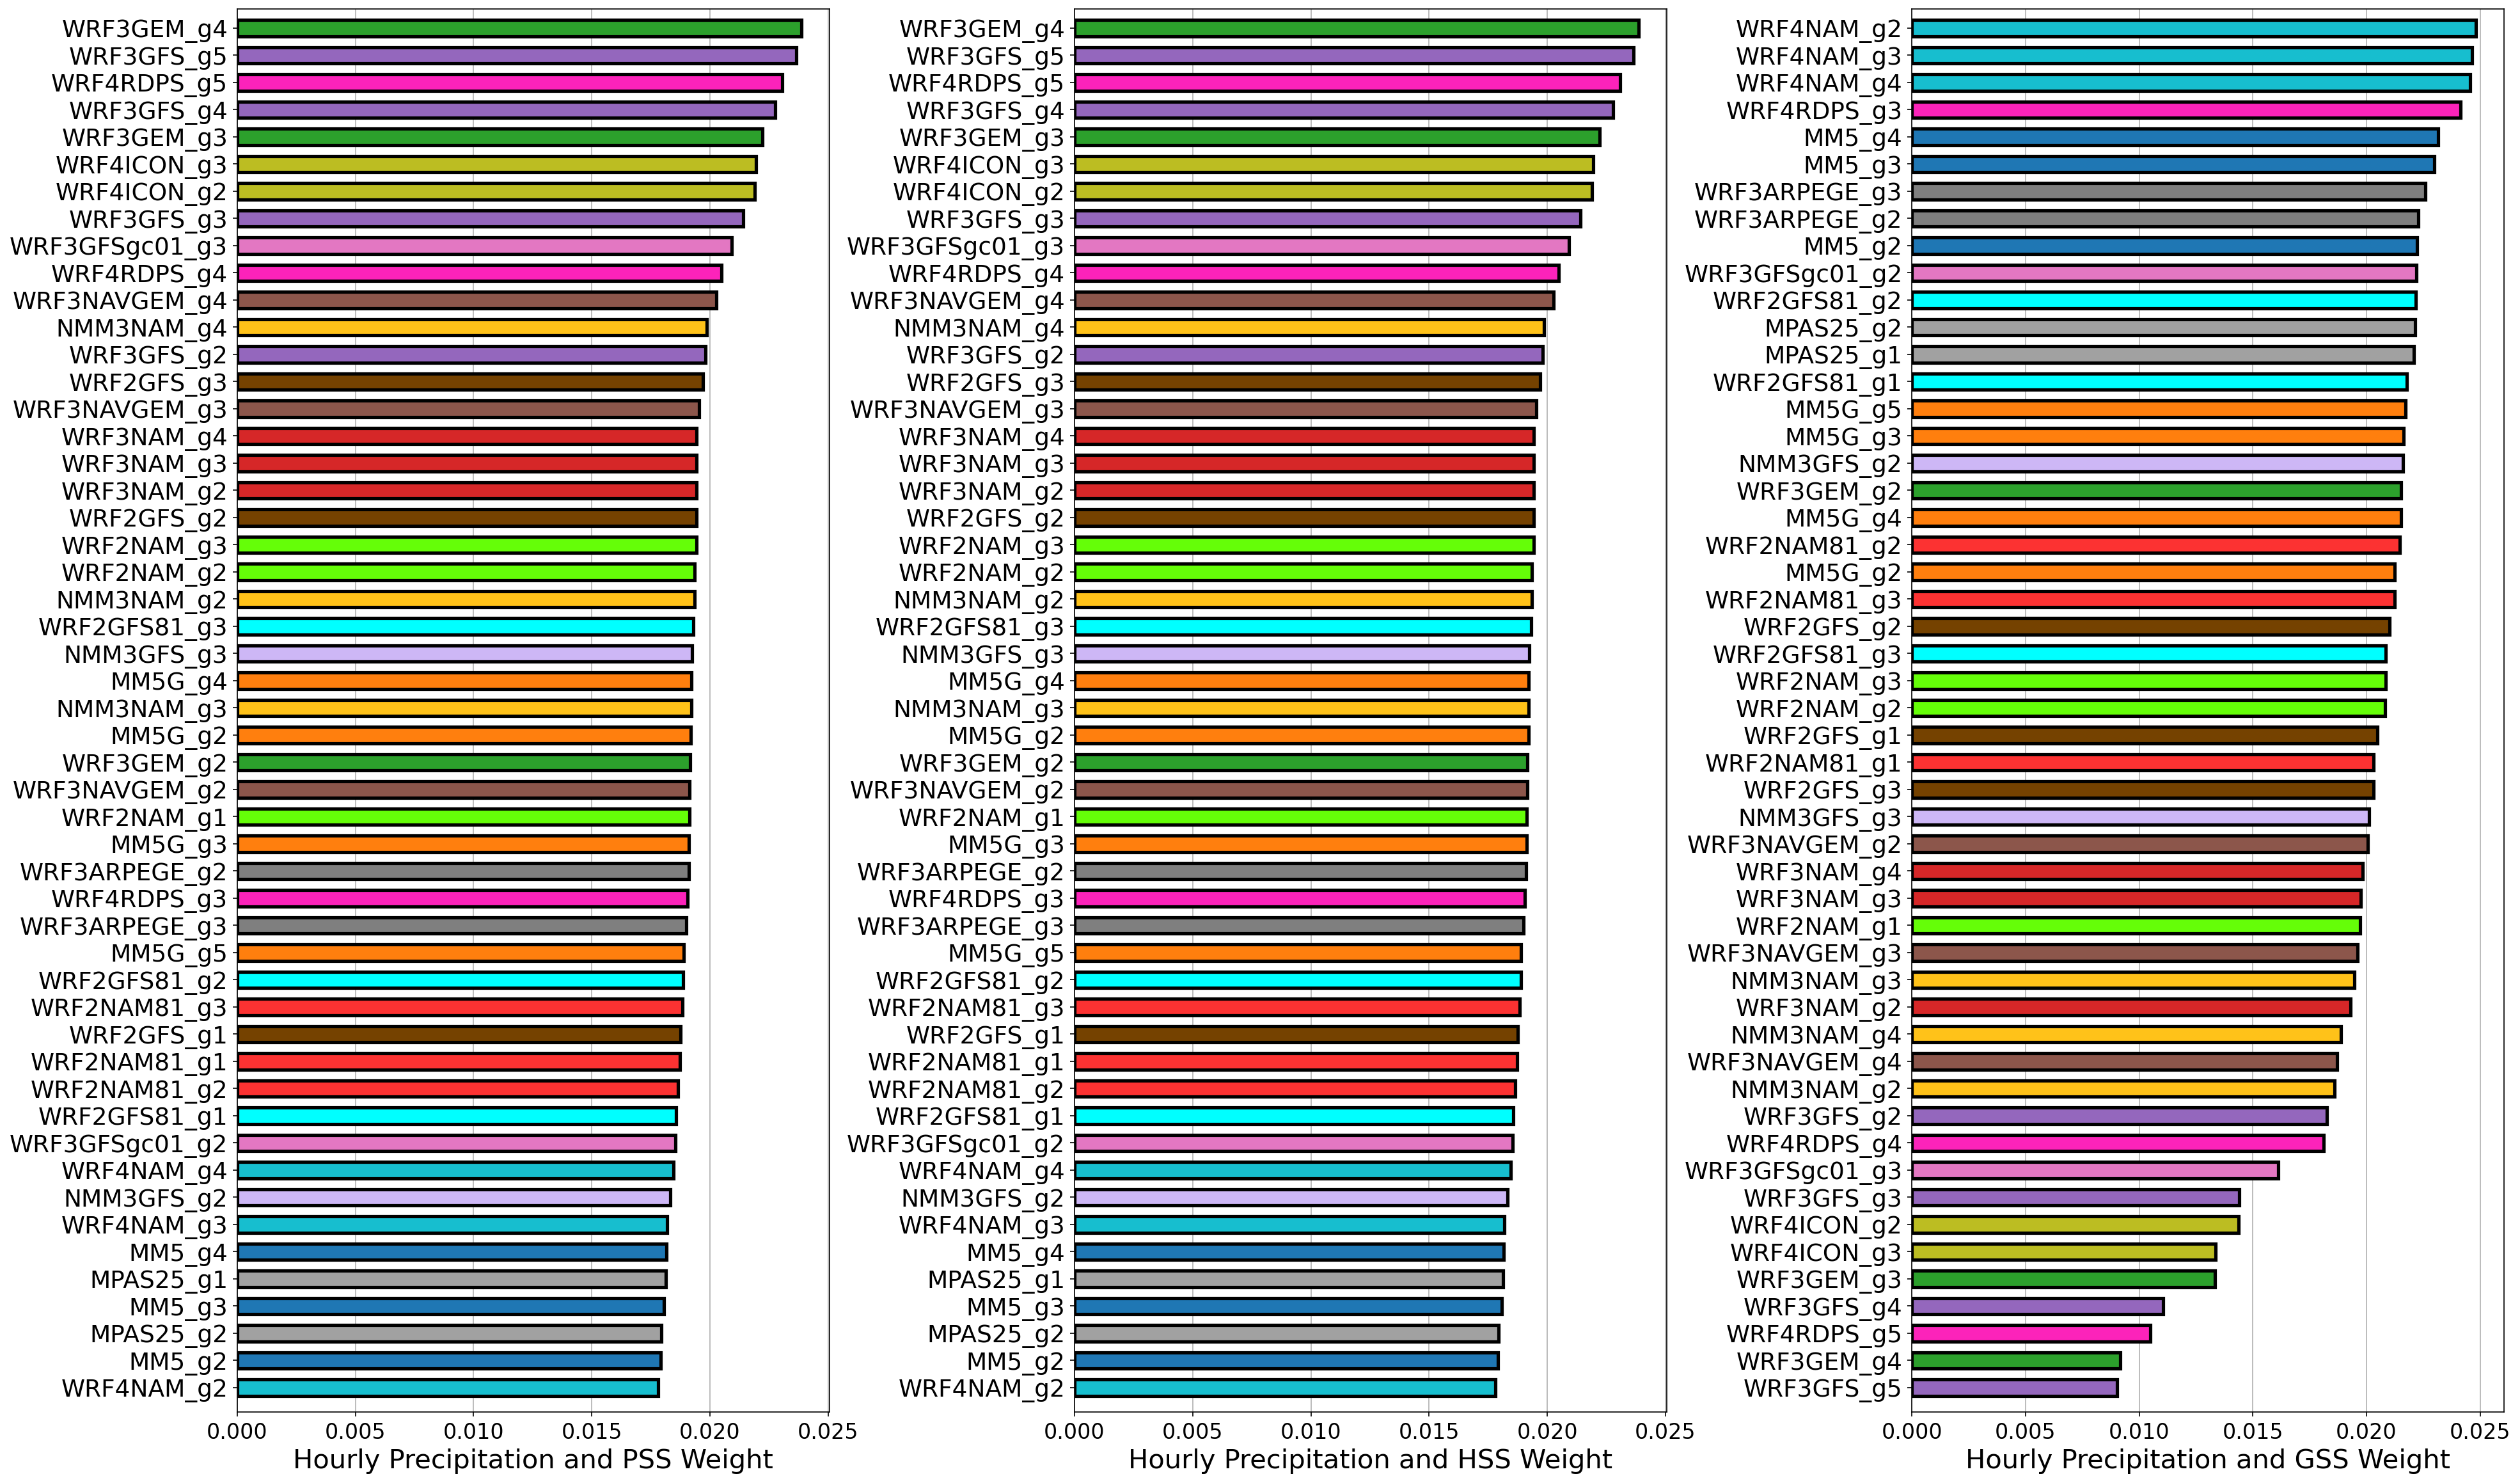 WRF3GEM_g4
WRF3GFS_g5
WRF4RDPS_g5
WRF3GFS_g4
WRF3GEM_g3
WRF4ICON_g3
WRF4ICON_g2
WRF3GFS_g3
WRF3GFSgc01_g3
WRF4RDPS_g4
WRF3NAVGEM_g4
NMM3NAM_g4
WRF3GFS_g2
WRF2GFS_g3
WRF3NAVGEM_g3
WRF3NAM_g4
WRF3NAM_g3
WRF3NAM_g2
WRF2GFS_g2
WRF2NAM_g3
WRF2NAM_g2
NMM3NAM_g2
WRF2GFS81_g3
NMM3GFS_g3
MM5G_g4
NMM3NAM_g3
MM5G_g2
WRF3GEM_g2
WRF3NAVGEM_g2
WRF2NAM_g1
MM5G_g3
WRF3ARPEGE_g2
WRF4RDPS_g3
WRF3ARPEGE_g3
MM5G_g5
WRF2GFS81_g2
WRF2NAM81_g3
WRF2GFS_g1
WRF2NAM81_g1
WRF2NAM81_g2
WRF2GFS81_g1
WRF3GFSgc01_g2
WRF4NAM_g4
NMM3GFS_g2
WRF4NAM_g3
MM5_g4
MPAS25_g1
MM5_g3
MPAS25_g2
MM5_g2
WRF4NAM_g2
0.000 0.005 0.010 0.015 0.020 0.025
Hourly Precipitation and PSS Weight
WRF3GEM_g4
WRF3GFS_g5
WRF4RDPS_g5
WRF3GFS_g4
WRF3GEM_g3
WRF4ICON_g3
WRF4ICON_g2
WRF3GFS_g3
WRF3GFSgc01_g3
WRF4RDPS_g4
WRF3NAVGEM_g4
NMM3NAM_g4
WRF3GFS_g2
WRF2GFS_g3
WRF3NAVGEM_g3
WRF3NAM_g4
WRF3NAM_g3
WRF3NAM_g2
WRF2GFS_g2
WRF2NAM_g3
WRF2NAM_g2
NMM3NAM_g2
WRF2GFS81_g3
NMM3GFS_g3
MM5G_g4
NMM3NAM_g3
MM5G_g2
WRF3GEM_g2
WRF3NAVGEM_g2
WRF2NAM_g1
MM5G_g3
WRF3ARPEGE_g2
WRF4RDPS_g3
WRF3ARPEGE_g3
MM5G_g5
WRF2GFS81_g2
WRF2NAM81_g3
WRF2GFS_g1
WRF2NAM81_g1
WRF2NAM81_g2
WRF2GFS81_g1
WRF3GFSgc01_g2
WRF4NAM_g4
NMM3GFS_g2
WRF4NAM_g3
MM5_g4
MPAS25_g1
MM5_g3
MPAS25_g2
MM5_g2
WRF4NAM_g2
0.000 0.005 0.010 0.015 0.020 0.025
Hourly Precipitation and HSS Weight
WRF4NAM_g2
WRF4NAM_g3
WRF4NAM_g4
WRF4RDPS_g3
MM5_g4
MM5_g3
WRF3ARPEGE_g3
WRF3ARPEGE_g2
MM5_g2
WRF3GFSgc01_g2
WRF2GFS81_g2
MPAS25_g2
MPAS25_g1
WRF2GFS81_g1
MM5G_g5
MM5G_g3
NMM3GFS_g2
WRF3GEM_g2
MM5G_g4
WRF2NAM81_g2
MM5G_g2
WRF2NAM81_g3
WRF2GFS_g2
WRF2GFS81_g3
WRF2NAM_g3
WRF2NAM_g2
WRF2GFS_g1
WRF2NAM81_g1
WRF2GFS_g3
NMM3GFS_g3
WRF3NAVGEM_g2
WRF3NAM_g4
WRF3NAM_g3
WRF2NAM_g1
WRF3NAVGEM_g3
NMM3NAM_g3
WRF3NAM_g2
NMM3NAM_g4
WRF3NAVGEM_g4
NMM3NAM_g2
WRF3GFS_g2
WRF4RDPS_g4
WRF3GFSgc01_g3
WRF3GFS_g3
WRF4ICON_g2
WRF4ICON_g3
WRF3GEM_g3
WRF3GFS_g4
WRF4RDPS_g5
WRF3GEM_g4
WRF3GFS_g5
0.000 0.005 0.010 0.015 0.020 0.025
Hourly Precipitation and GSS Weight